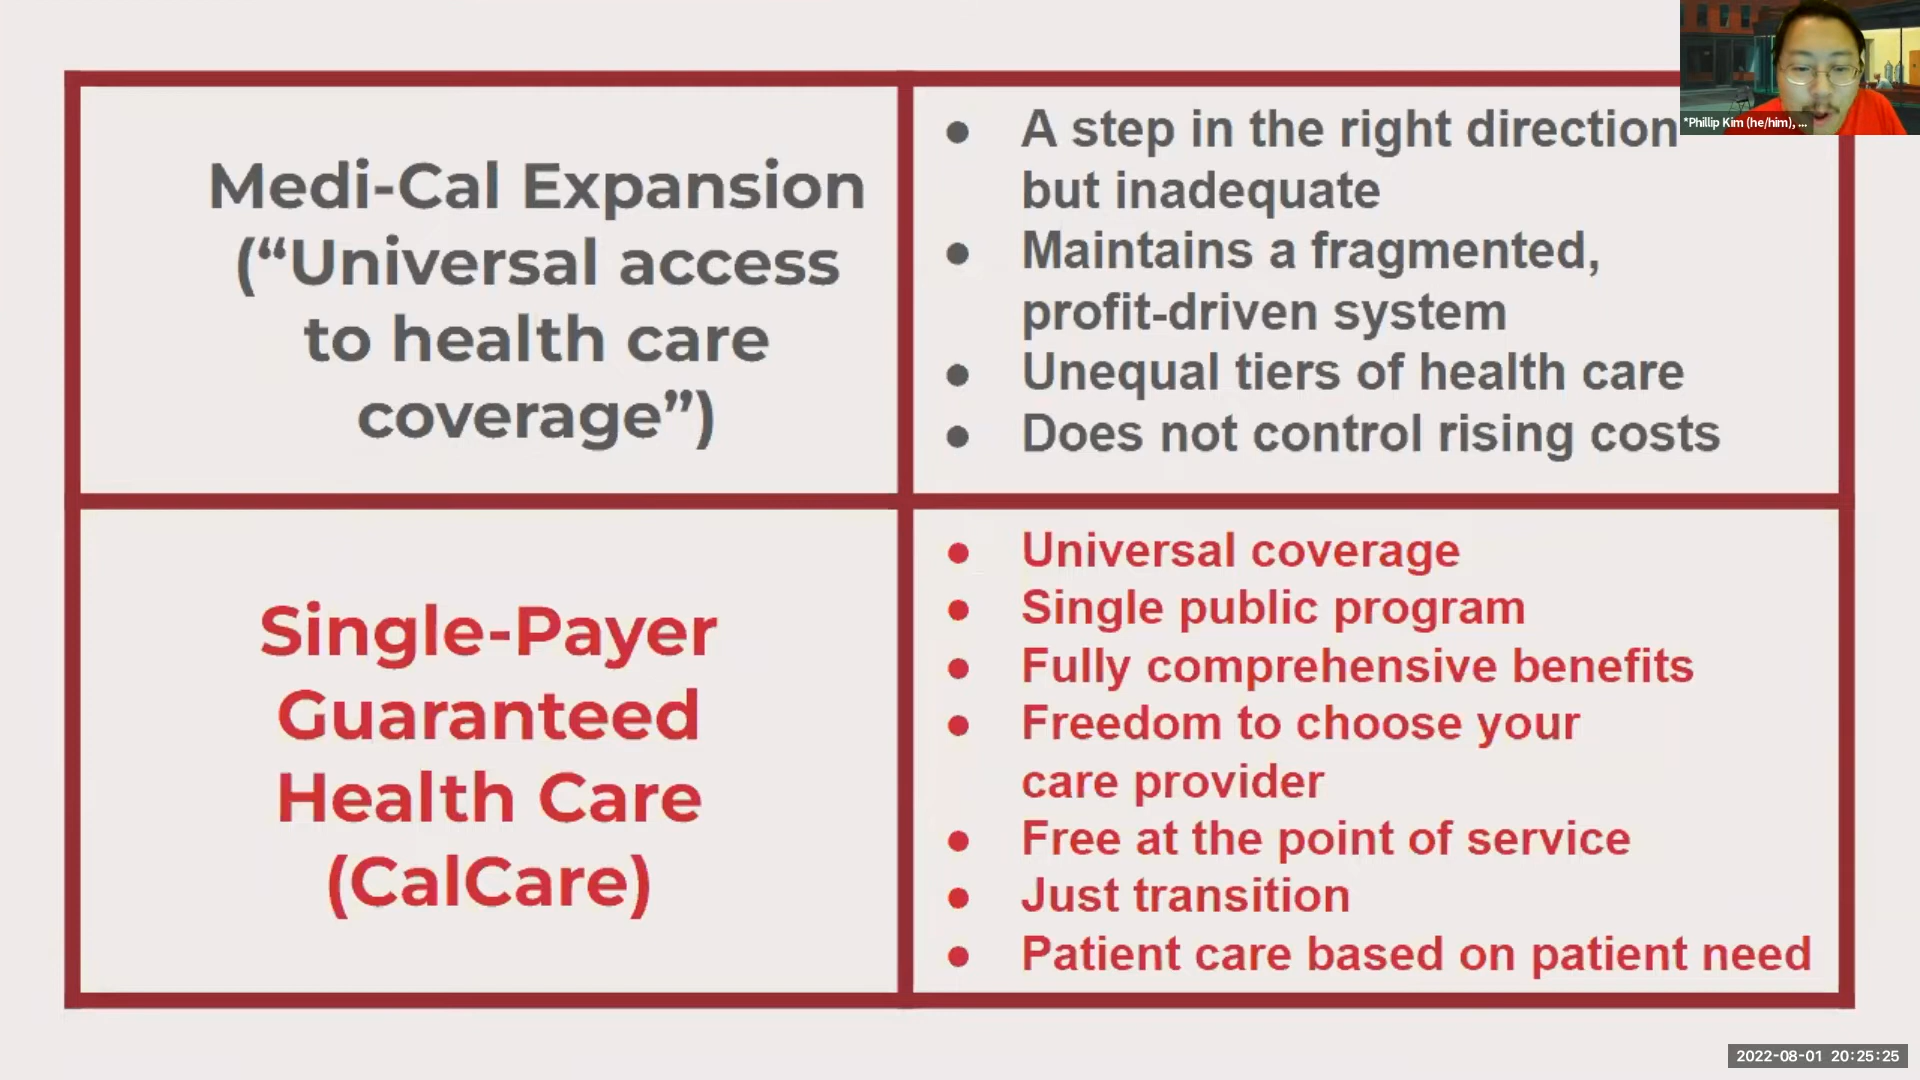 Medi-Cal Expansion
(“Universal access
to health care
coverage”)
● A step in the right direction
but inadequate
● Maintains a fragmented,
profit-driven system
● Unequal tiers of health care
● Does not control rising costs
Single-Payer
Guaranteed
Health Care
(CalCare)
● Universal coverage
● Single public program
● Fully comprehensive benefits
● Freedom to choose your
care provider
● Free at the point of service
● Just transition
● Patient care based on patient need
*Phillip Kim (he/him), ...
2022-08-01 20:25:25